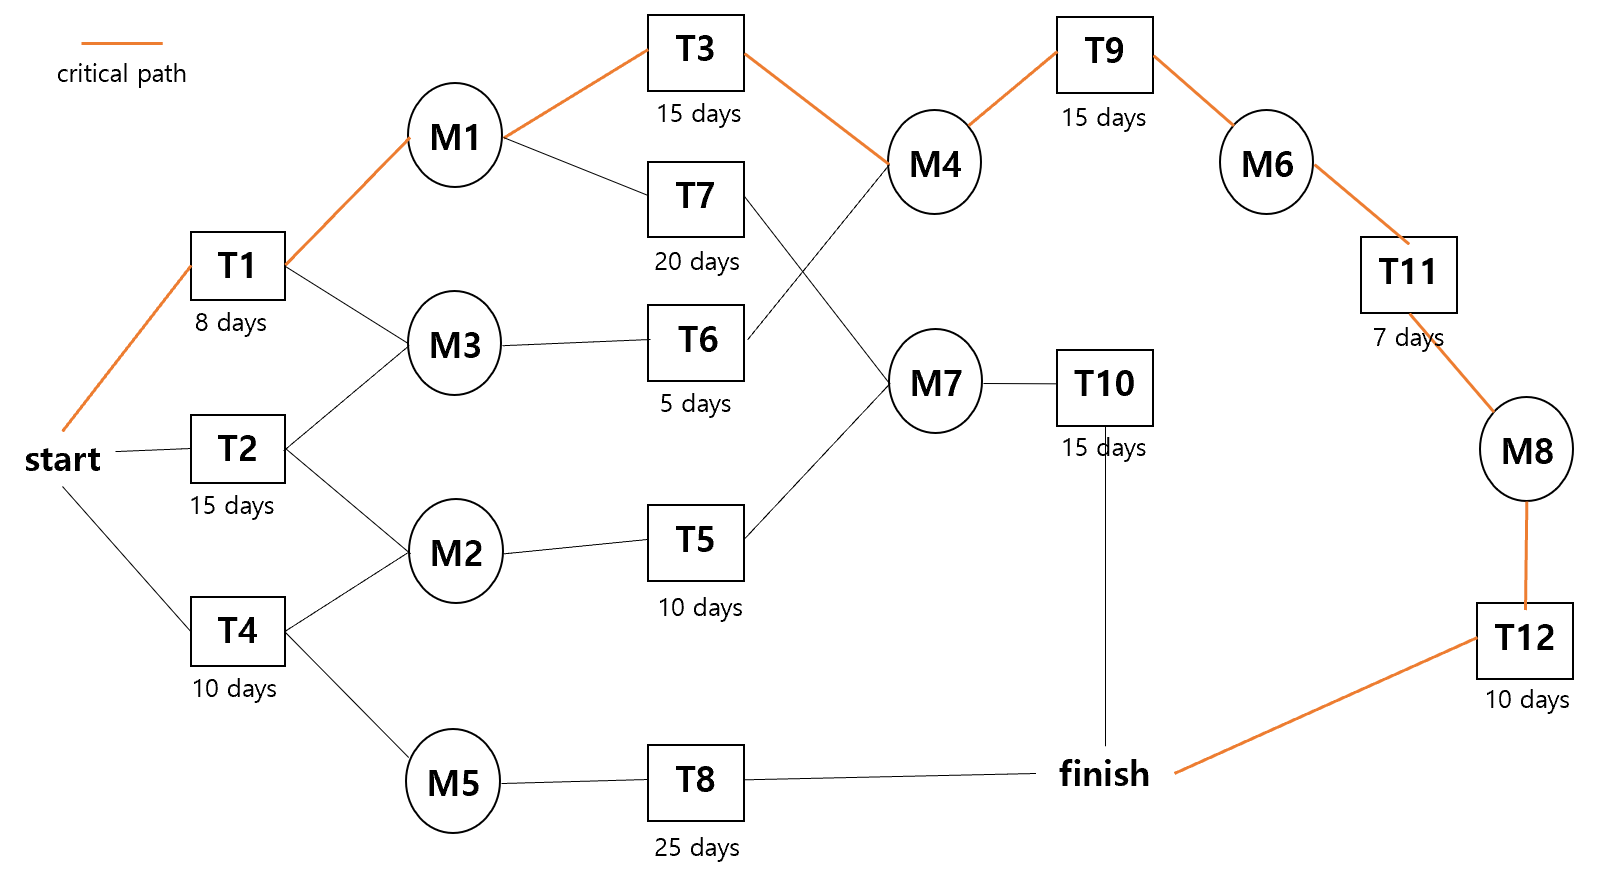 critical path
T3
15 days
T9
15 days
M1
M4
M6
T7
20 days
T1
8 days
T11
7 days
M3
T6
5 days
M7
T10
15 days
start
T2
15 days
M8
M2
T5
10 days
T4
10 days
T12
10 days
M5
T8
25 days
finish